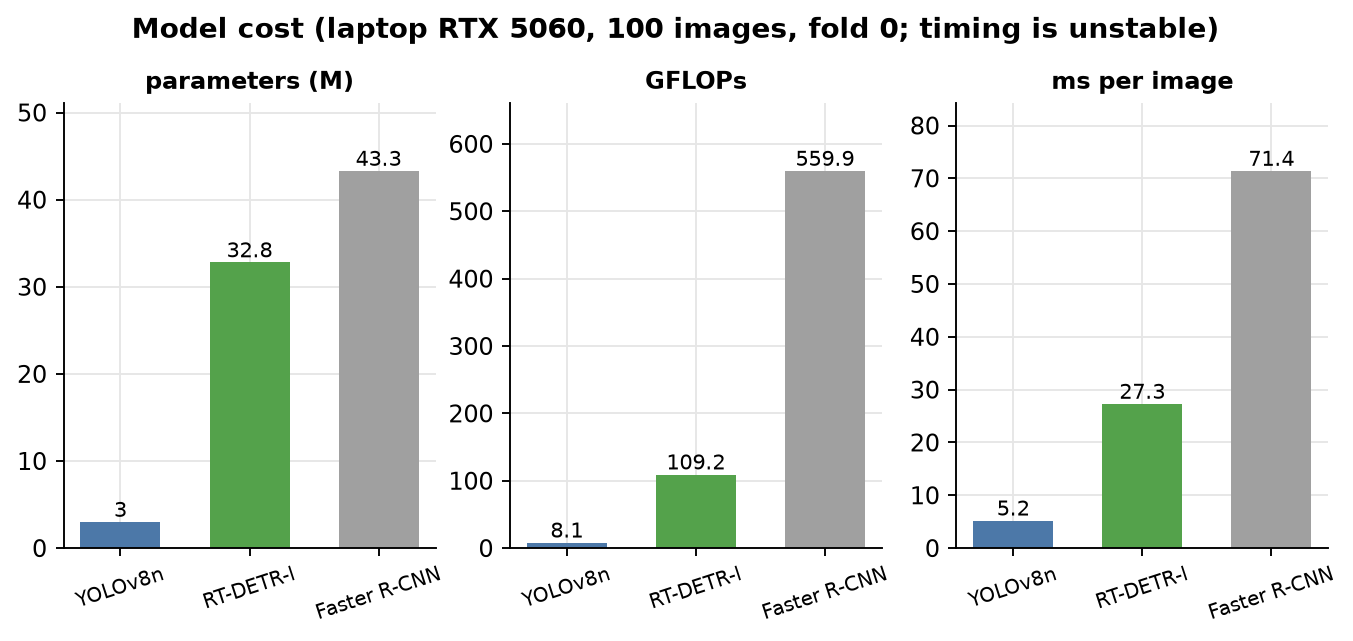 Model cost (laptop RTX 5060, 100 images, fold 0; timing is unstable)
parameters (M)
50
40
30
20
10
0
3
32.8
43.3
YOLOv8n
RT-DETR-l
Faster R-CNN
GFLOPs
600
500
400
300
200
100
0
8.1
109.2
559.9
YOLOv8n
RT-DETR-l
Faster R-CNN
ms per image
80
70
60
50
40
30
20
10
0
5.2
27.3
71.4
YOLOv8n
RT-DETR-l
Faster R-CNN